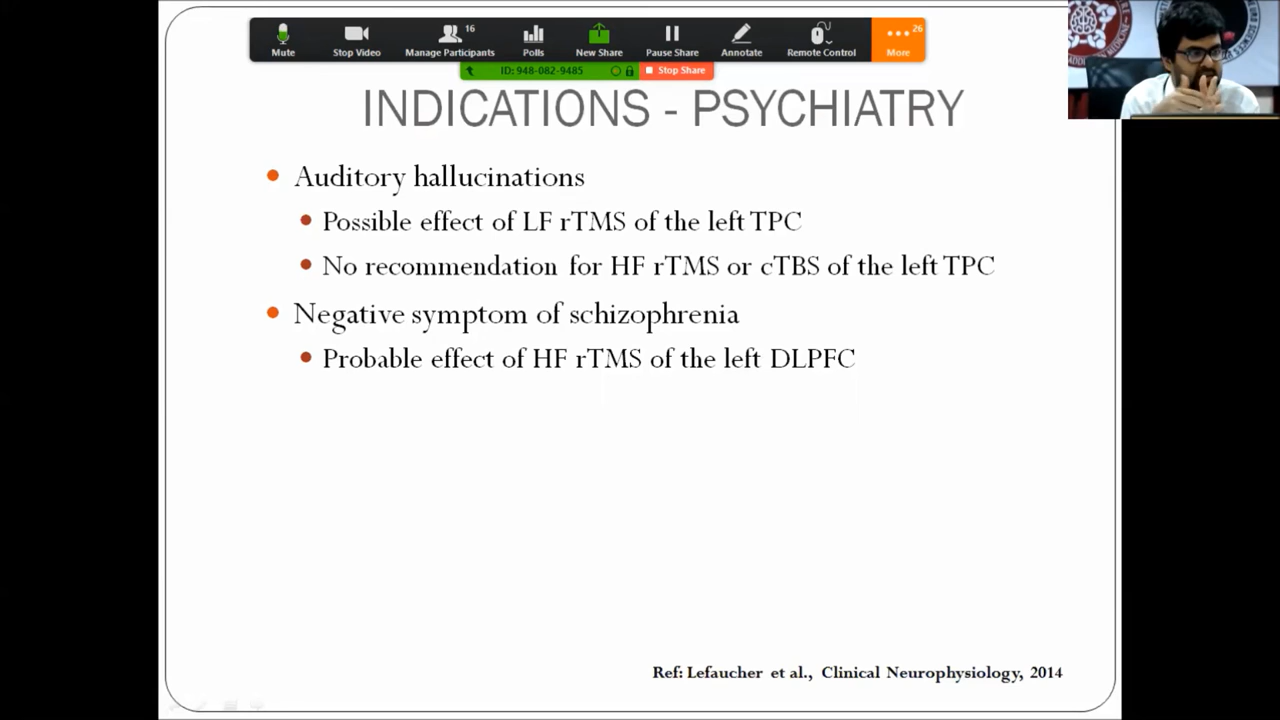 16
26
Mute
Stop Video
Manage Participants
Polls
New Share
Pause Share
Annotate
Remote Control
More
ID: 948-082-9485
Stop Share
INDICATIONS - PSYCHIATRY
Auditory hallucinations
Possible effect of LF rTMS of the left TPC
No recommendation for HF rTMS or cTBS of the left TPC
Negative symptom of schizophrenia
Probable effect of HF rTMS of the left DLPFC
Ref: Lefaucher et al., Clinical Neurophysiology, 2014